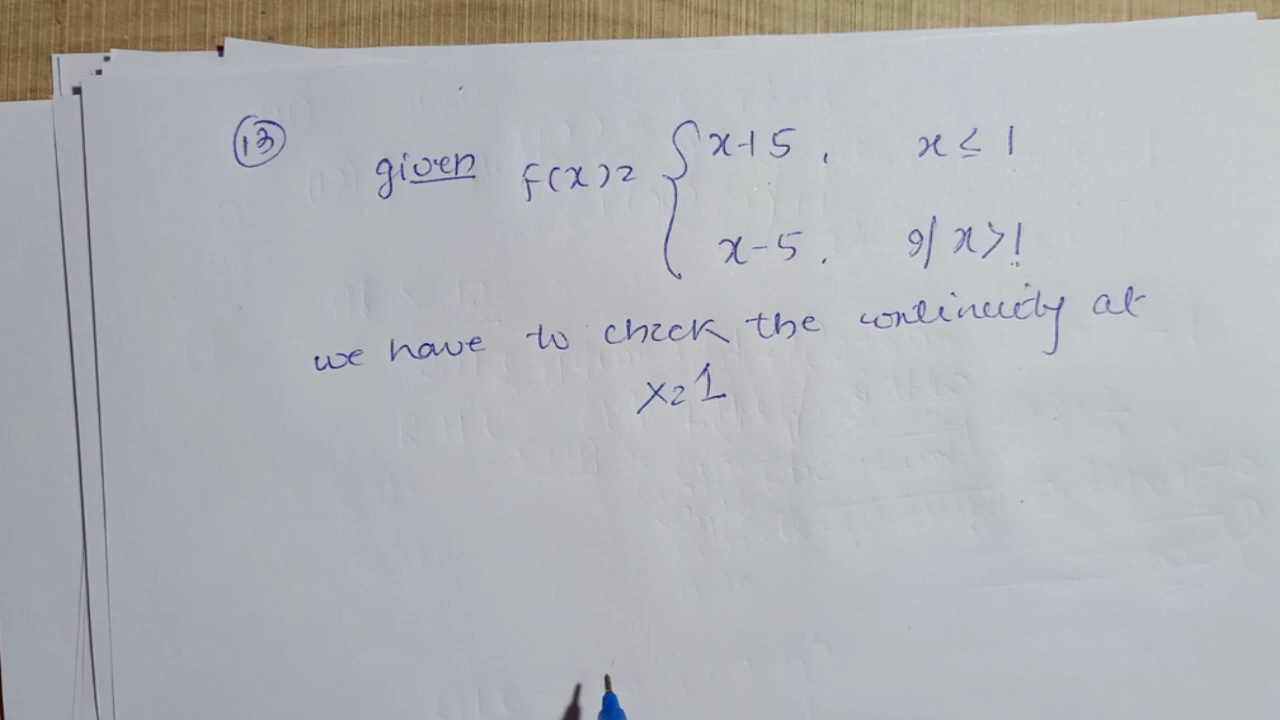 13
given f(x) = { x+5, x ≤ 1
x-5, if x > 1
we have to check the continuity at
x=1